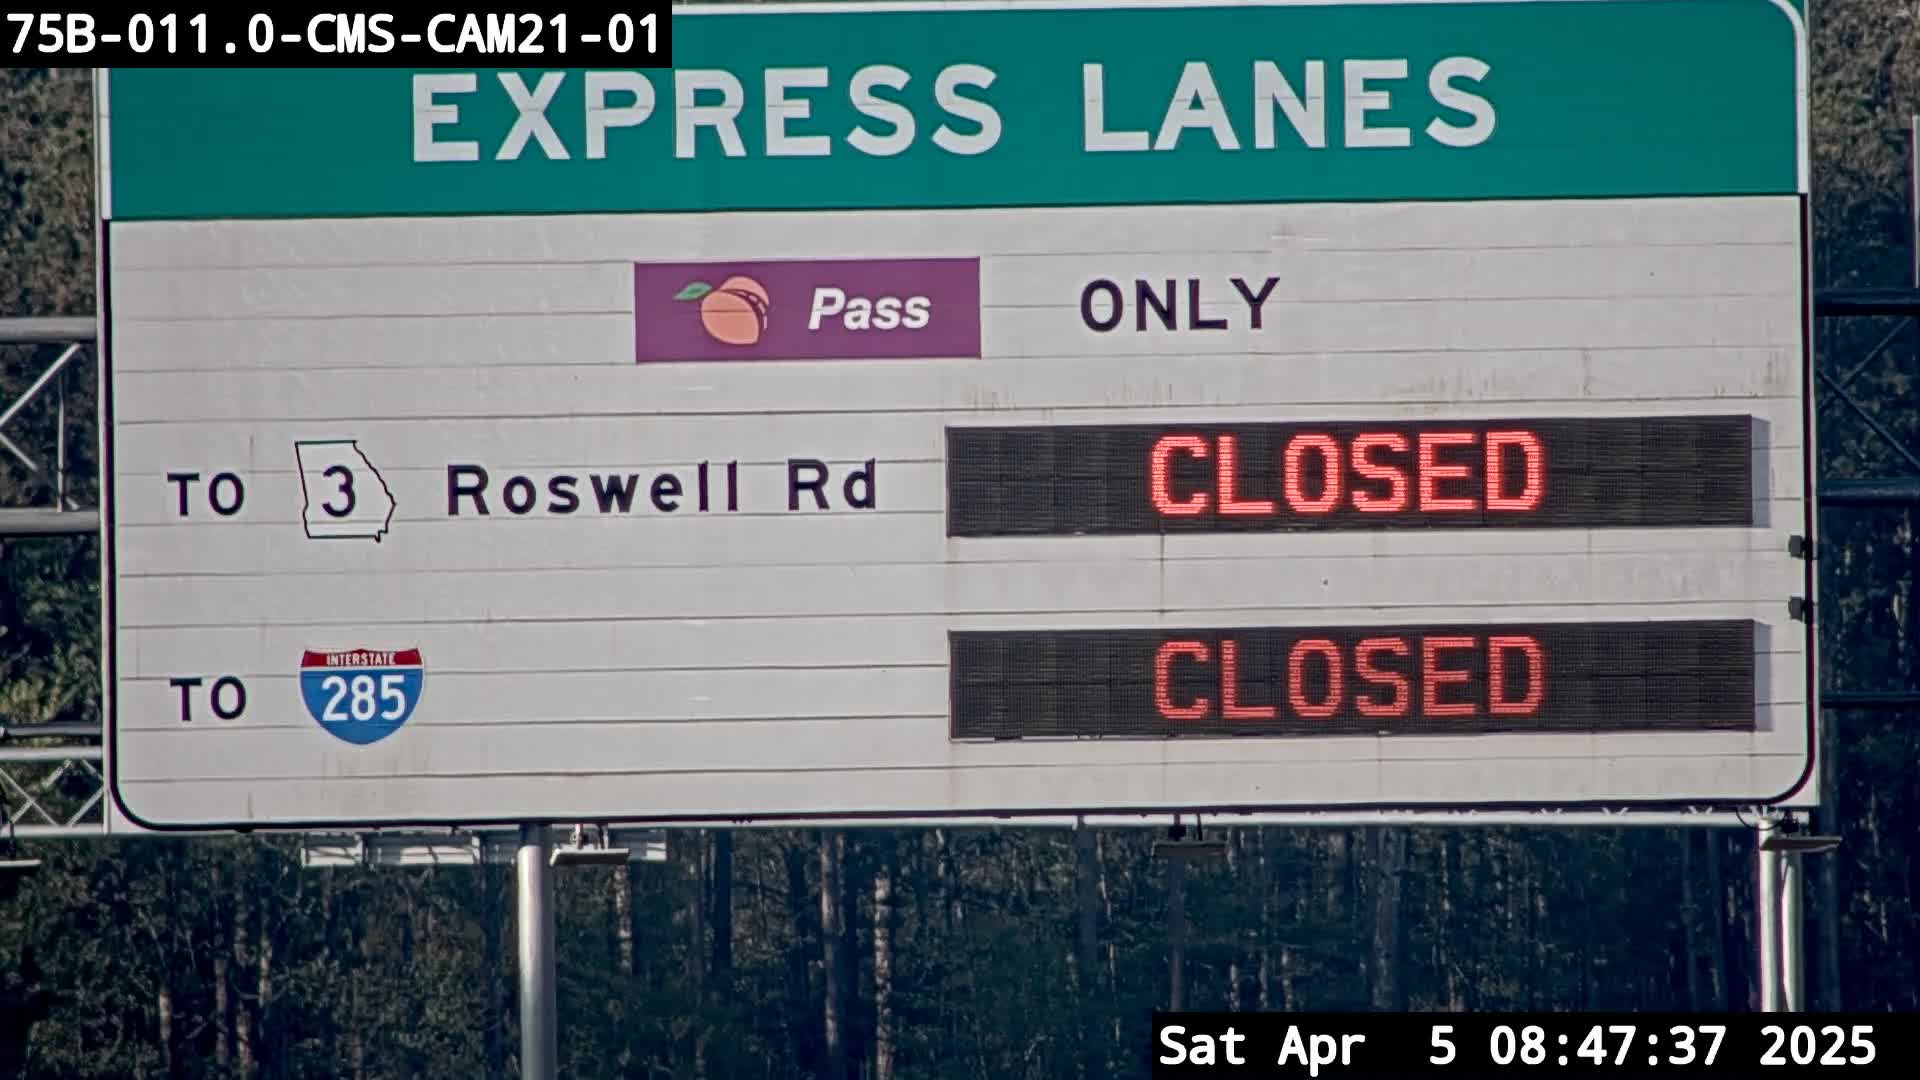 75B-011.0-CMS-CAM21-01
EXPRESS LANES
Pass ONLY
TO 3 Roswell Rd CLOSED
INTERSTATE
TO 285 CLOSED
Sat Apr 5 08:47:37 2025